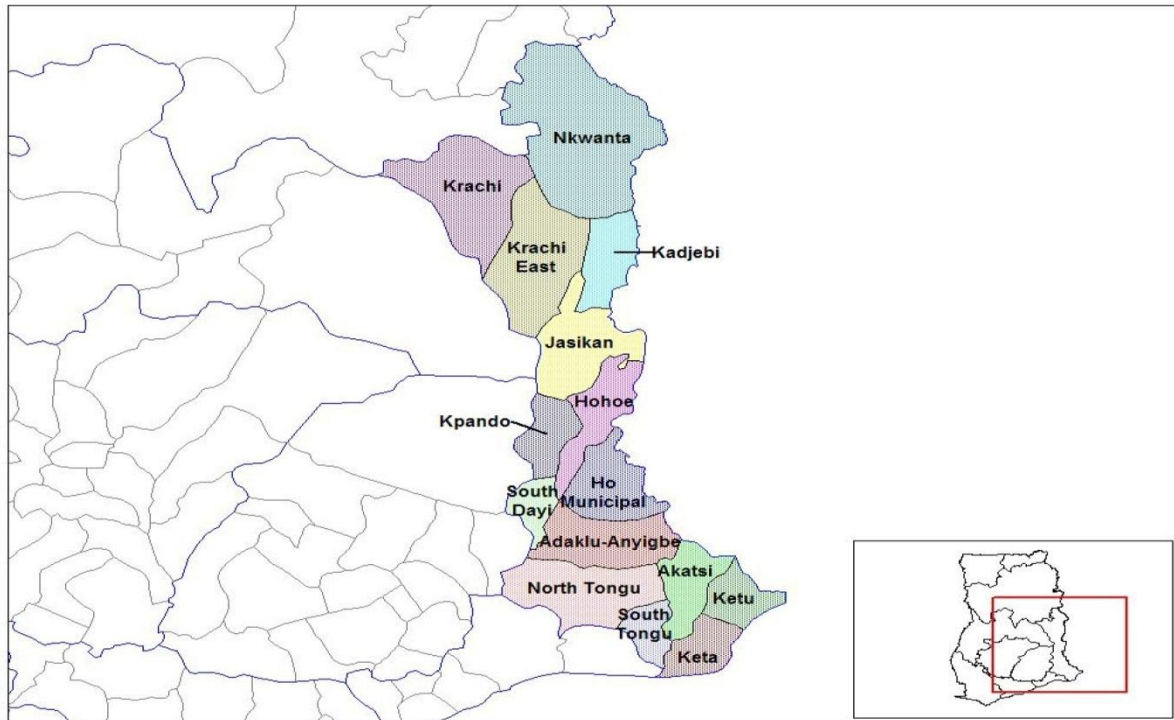 Nkwanta
Krachi
Krachi
East
Kadjebi
Jasikan
Hohoe
Kpando
Ho
Municipal
South
Dayi
Adaklu-Anyigbe
Akatsi
North Tongu
Ketu
South
Tongu
Keta